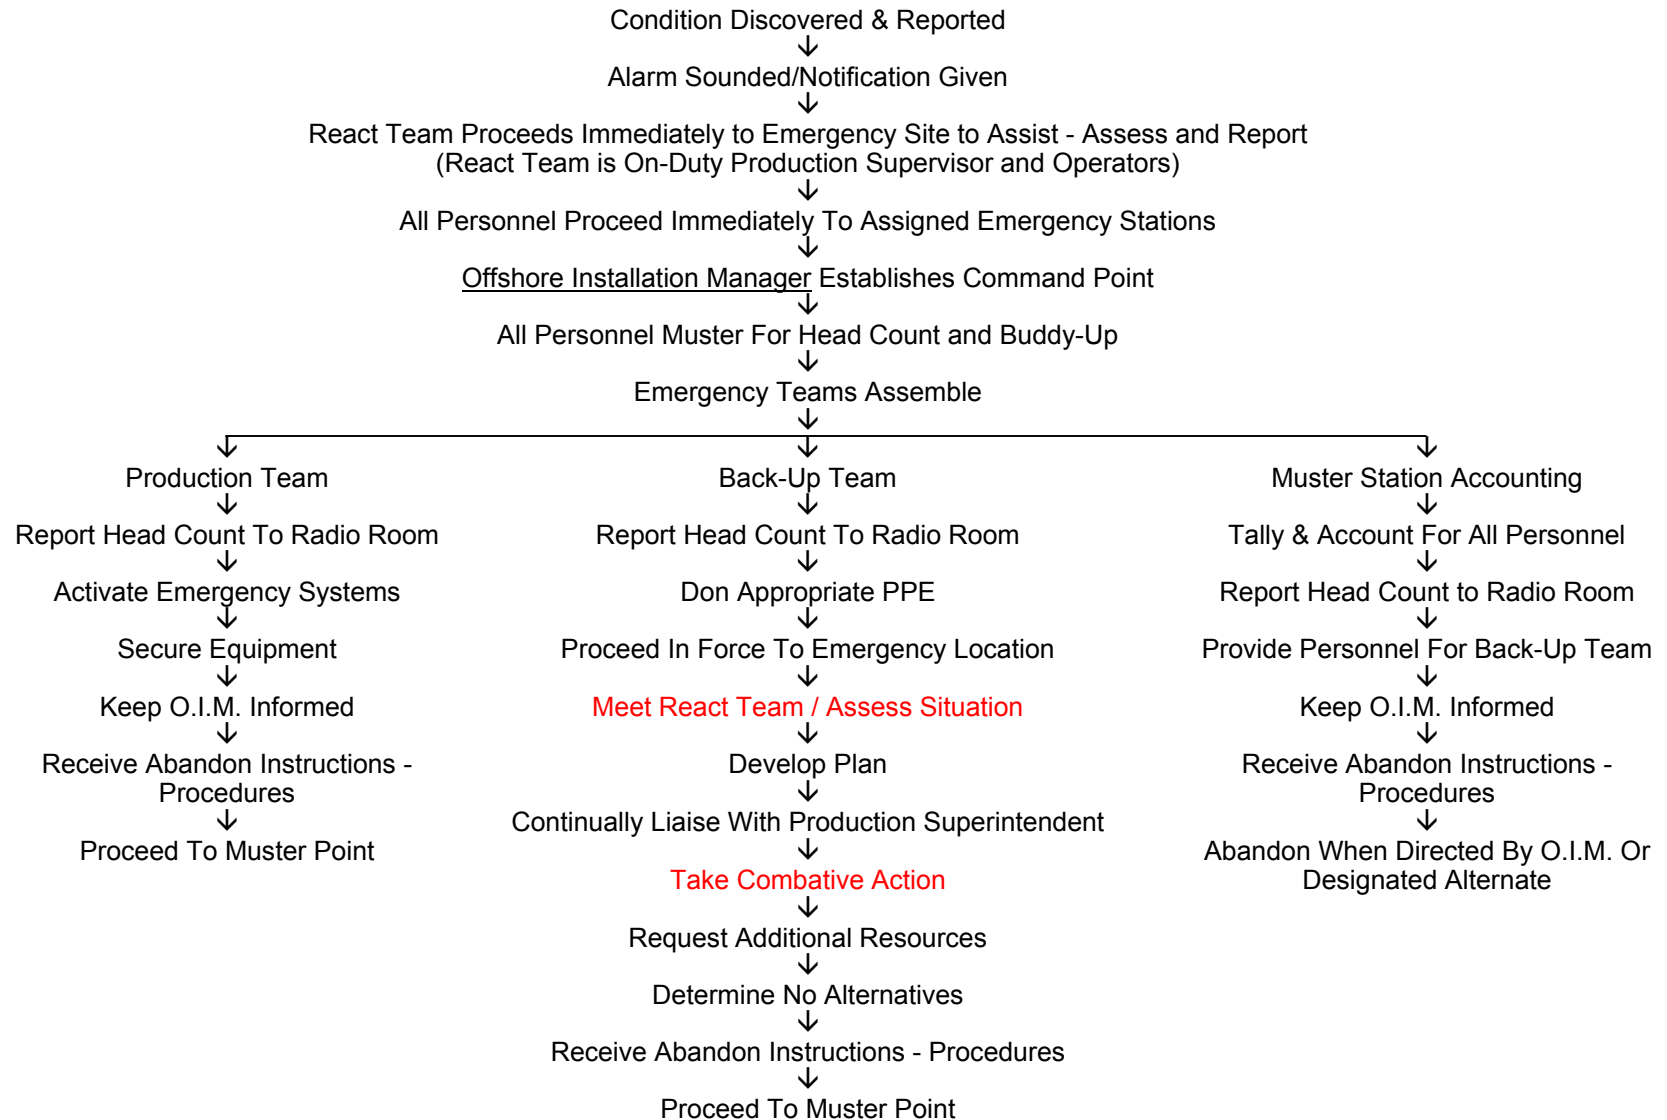 Condition Discovered & Reported
Alarm Sounded/Notification Given
React Team Proceeds Immediately to Emergency Site to Assist - Assess and Report
(React Team is On-Duty Production Supervisor and Operators)
All Personnel Proceed Immediately To Assigned Emergency Stations
Offshore Installation Manager Establishes Command Point
All Personnel Muster For Head Count and Buddy-Up
Emergency Teams Assemble
Production Team
Report Head Count To Radio Room
Activate Emergency Systems
Secure Equipment
Keep O.I.M. Informed
Receive Abandon Instructions -
Procedures
Proceed To Muster Point
Back-Up Team
Report Head Count To Radio Room
Don Appropriate PPE
Proceed In Force To Emergency Location
Meet React Team / Assess Situation
Develop Plan
Continually Liaise With Production Superintendent
Take Combative Action
Request Additional Resources
Determine No Alternatives
Receive Abandon Instructions - Procedures
Proceed To Muster Point
Muster Station Accounting
Tally & Account For All Personnel
Report Head Count to Radio Room
Provide Personnel For Back-Up Team
Keep O.I.M. Informed
Receive Abandon Instructions -
Procedures
Abandon When Directed By O.I.M. Or
Designated Alternate